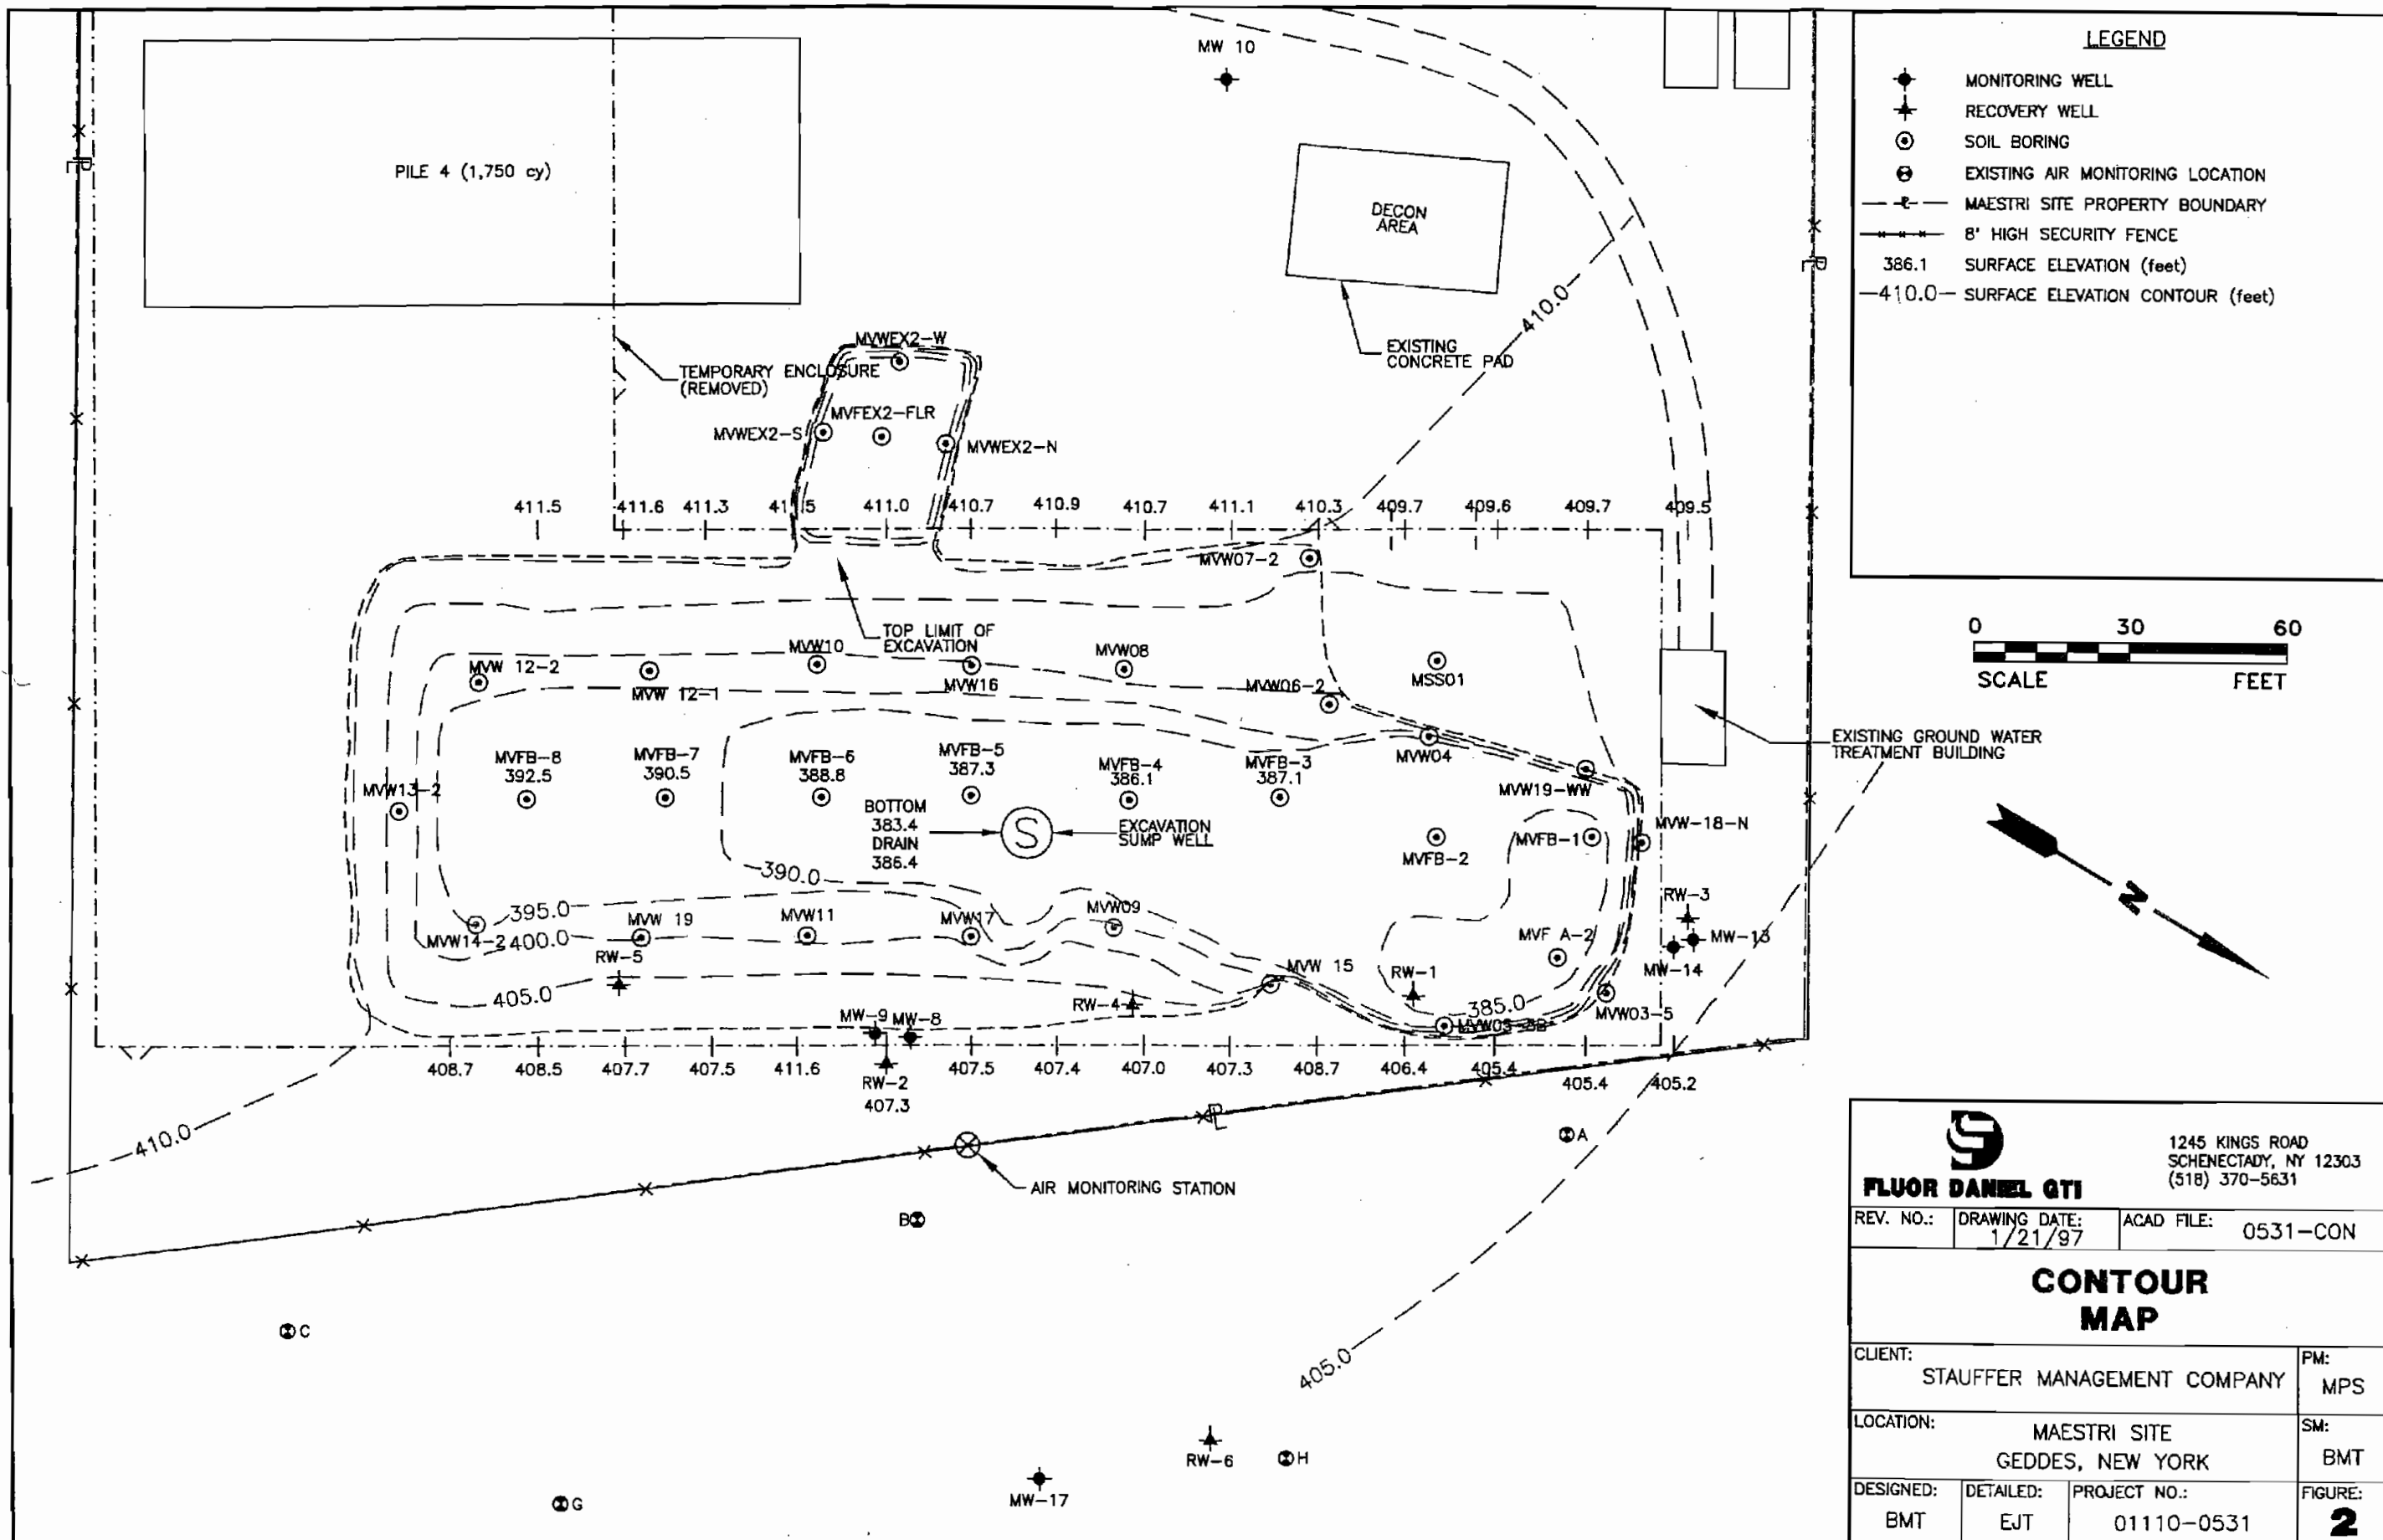 MW 10
LEGEND
MONITORING WELL
RECOVERY WELL
SOIL BORING
EXISTING AIR MONITORING LOCATION
MAESTRI SITE PROPERTY BOUNDARY
8' HIGH SECURITY FENCE
386.1 SURFACE ELEVATION (feet)
410.0 SURFACE ELEVATION CONTOUR (feet)
PILE 4 (1,750 cy)
DECON
AREA
EXISTING
CONCRETE PAD
410.0
TEMPORARY ENCLOSURE
(REMOVED)
MVWEX2-W
MVFEX2-FLR
MVWEX2-S
MVWEX2-N
411.5 411.6 411.3 411.5 411.0 410.7 410.9 410.7 411.1 410.3 409.7 409.6 409.7 409.5
MVW07-2
TOP LIMIT OF
EXCAVATION
MVW 12-2
MVW 12-1
MVW10
MVW16
MVW08
MVW06-2
MSS01
MVW04
MVW19-WW
0 30 60
SCALE FEET
EXISTING GROUND WATER
TREATMENT BUILDING
N
MVFB-8
392.5
MVFB-7
390.5
MVFB-6
388.8
MVFB-5
387.3
MVFB-4
386.1
MVFB-3
387.1
MVW13-2
BOTTOM
383.4
DRAIN
386.4
S
EXCAVATION
SUMP WELL
MVFB-2
MVFB-1
MVW-18-N
390.0
395.0
400.0
405.0
MVW14-2
MVW 19
MVW11
MVW17
MVW09
MVW 15
RW-5
RW-4
RW-1
385.0
MVF A-2
RW-3
MW-13
MW-14
MVW03-5
MW-9
MW-8
408.7 408.5 407.7 407.5 411.6 407.5 407.4 407.0 407.3 408.7 406.4 405.4 405.4 405.2
RW-2
407.3
410.0
PL
AIR MONITORING STATION
A
B
C
G
H
405.0
RW-6
MW-17
FLUOR DANIEL GTI
1245 KINGS ROAD
SCHENECTADY, NY 12303
(518) 370-5631
REV. NO.:
DRAWING DATE:
1/21/97
ACAD FILE: 0531-CON
CONTOUR
MAP
CLIENT:
STAUFFER MANAGEMENT COMPANY
PM:
MPS
LOCATION:
MAESTRI SITE
GEDDES, NEW YORK
SM:
BMT
DESIGNED:
BMT
DETAILED:
EJT
PROJECT NO.:
01110-0531
FIGURE:
2